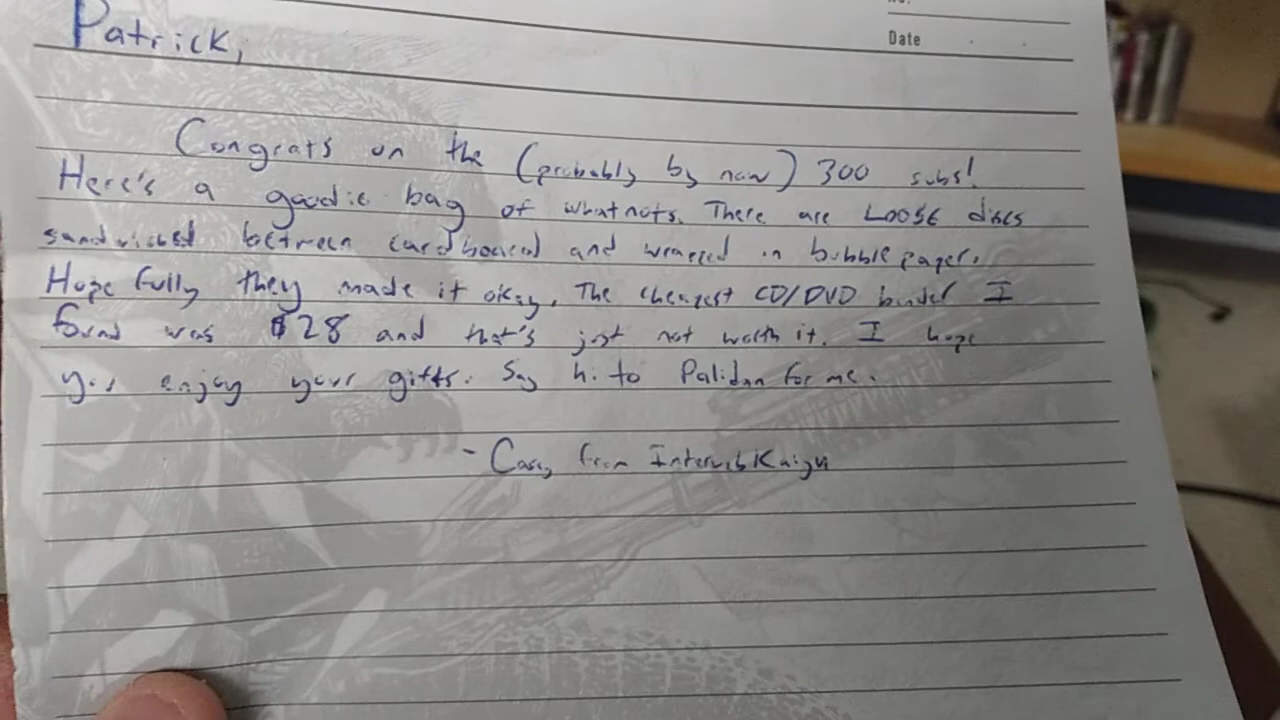 Date
Patrick,
Congrats on the (probably by now) 300 subs!
Here's a goodie bag of whatnots. There are LOOSE discs
sandwiched between cardboard and wrapped in bubble paper.
Hopefully they made it okay. The cheapest CD/DVD binder I
found was $28 and that's just not worth it. I hope
you enjoy your gifts. Say hi to Palidan for me.
- Casey from Kaizu